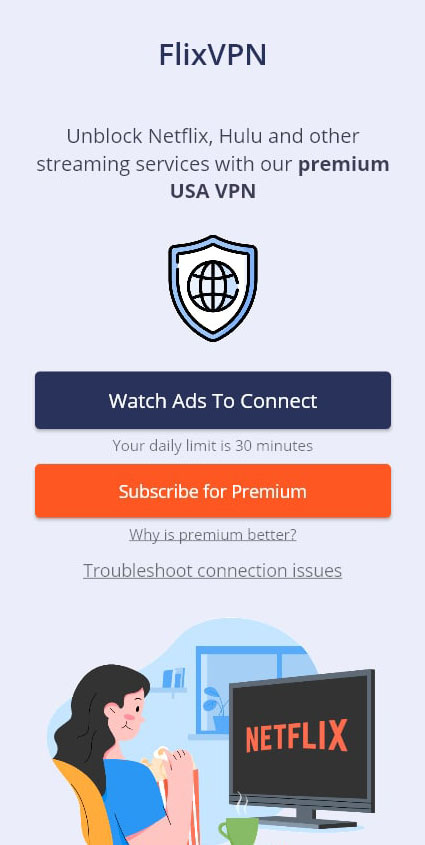 FlixVPN
Unblock Netflix, Hulu and other
streaming services with our premium
USA VPN
Watch Ads To Connect
Your daily limit is 30 minutes
Subscribe for Premium
Why is premium better?
Troubleshoot connection issues
NETFLIX